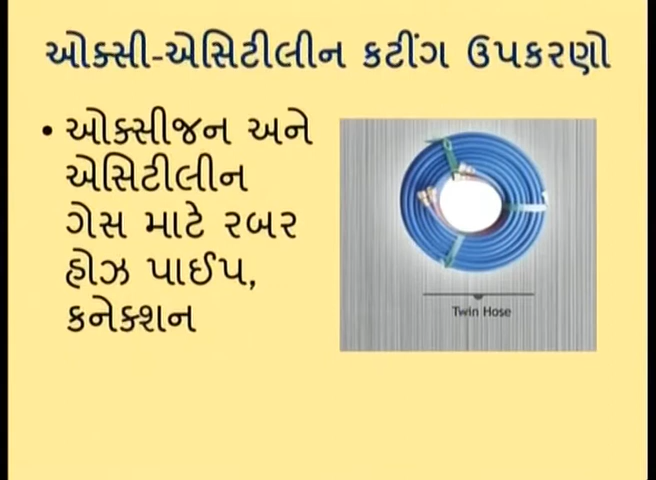 ઓક્સી-એસિટીલીન કટીંગ ઉપકરણો
• ઓક્સીજન અને
એસિટીલીન
ગેસ માટે રબર
હોઝ પાઈપ,
કનેક્શન
Twin Hose